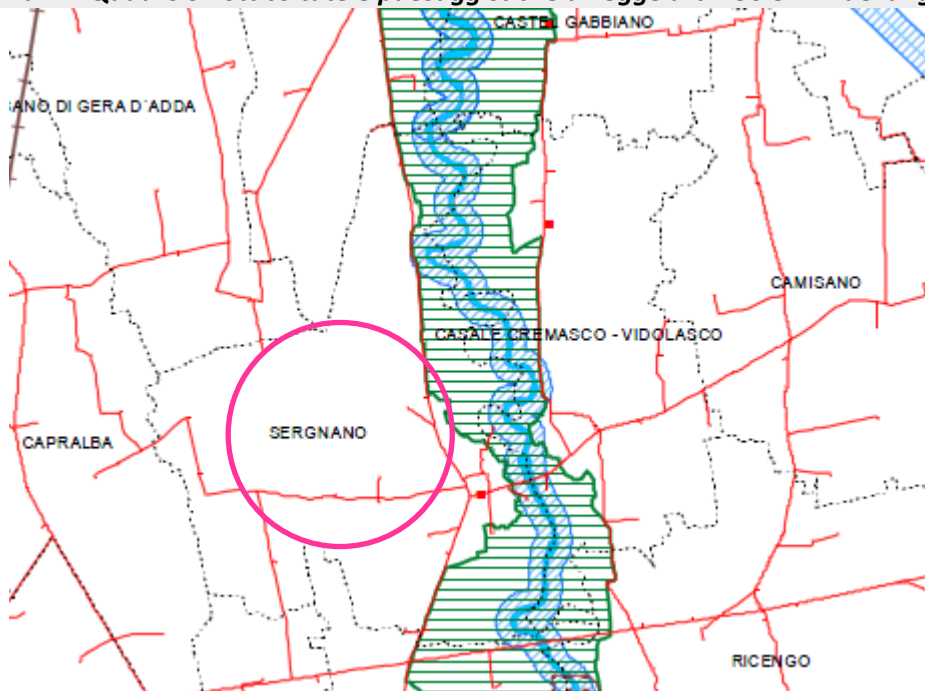 CASTEL GABBIANO
ANO DI GERA D'ADDA
CAMISANO
CASALE CREMASCO - VIDOLASCO
SERGNANO
CAPRALBA
RICENGO